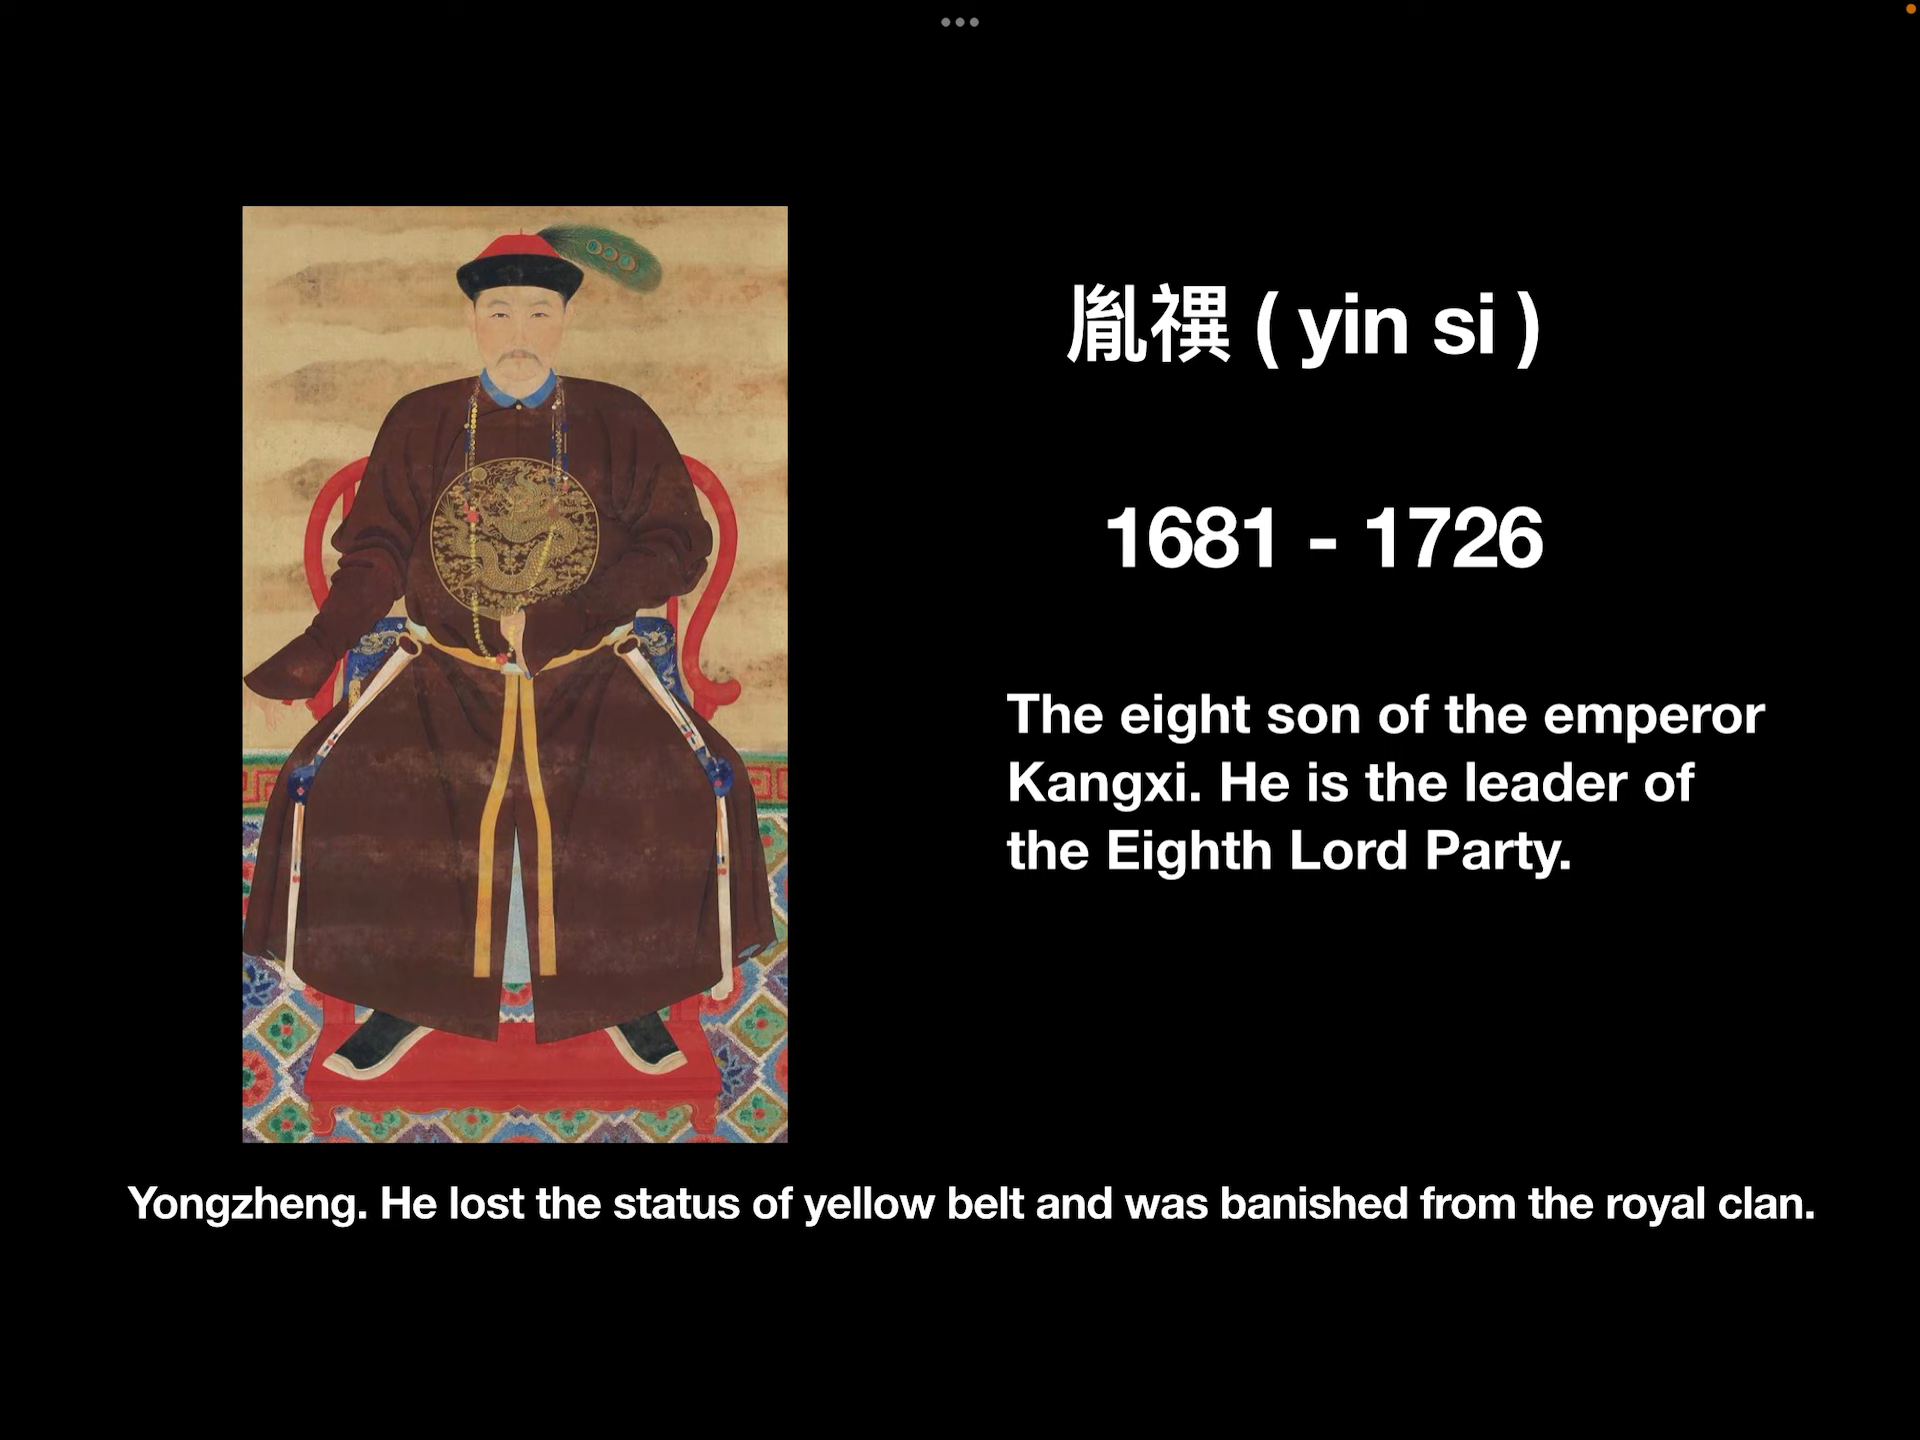 胤禩 ( yin si )
1681 - 1726
The eight son of the emperor
Kangxi. He is the leader of
the Eighth Lord Party.
Yongzheng. He lost the status of yellow belt and was banished from the royal clan.